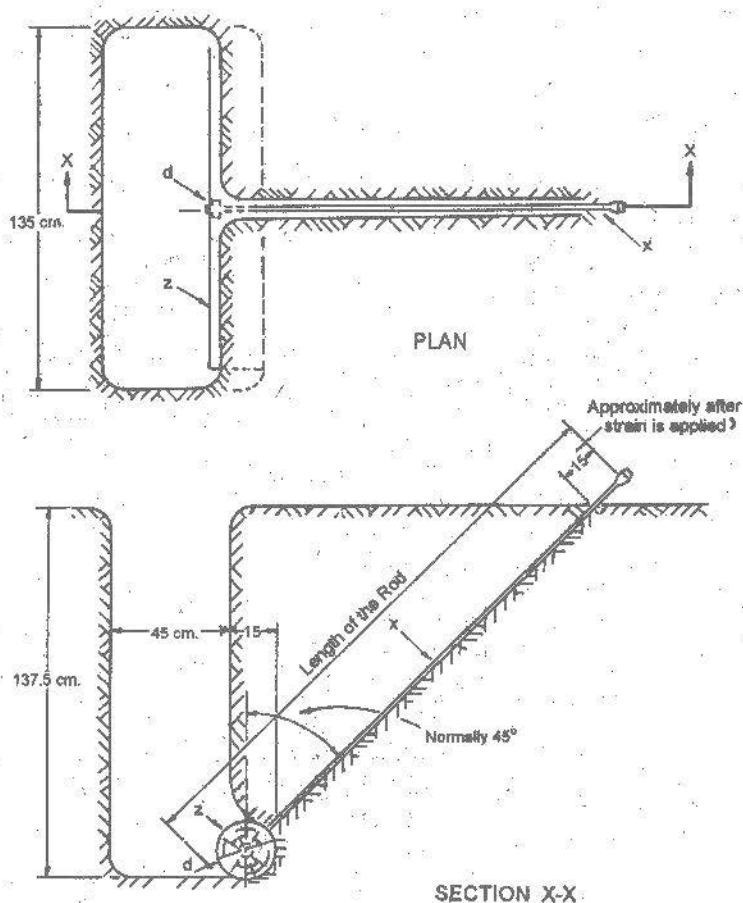 X
d
X
135 cm.
x
z
PLAN
Approximately after
strain is applied
15
Length of the Rod
45 cm.
15
x
137.5 cm.
Normally 45°
z
d
SECTION X-X